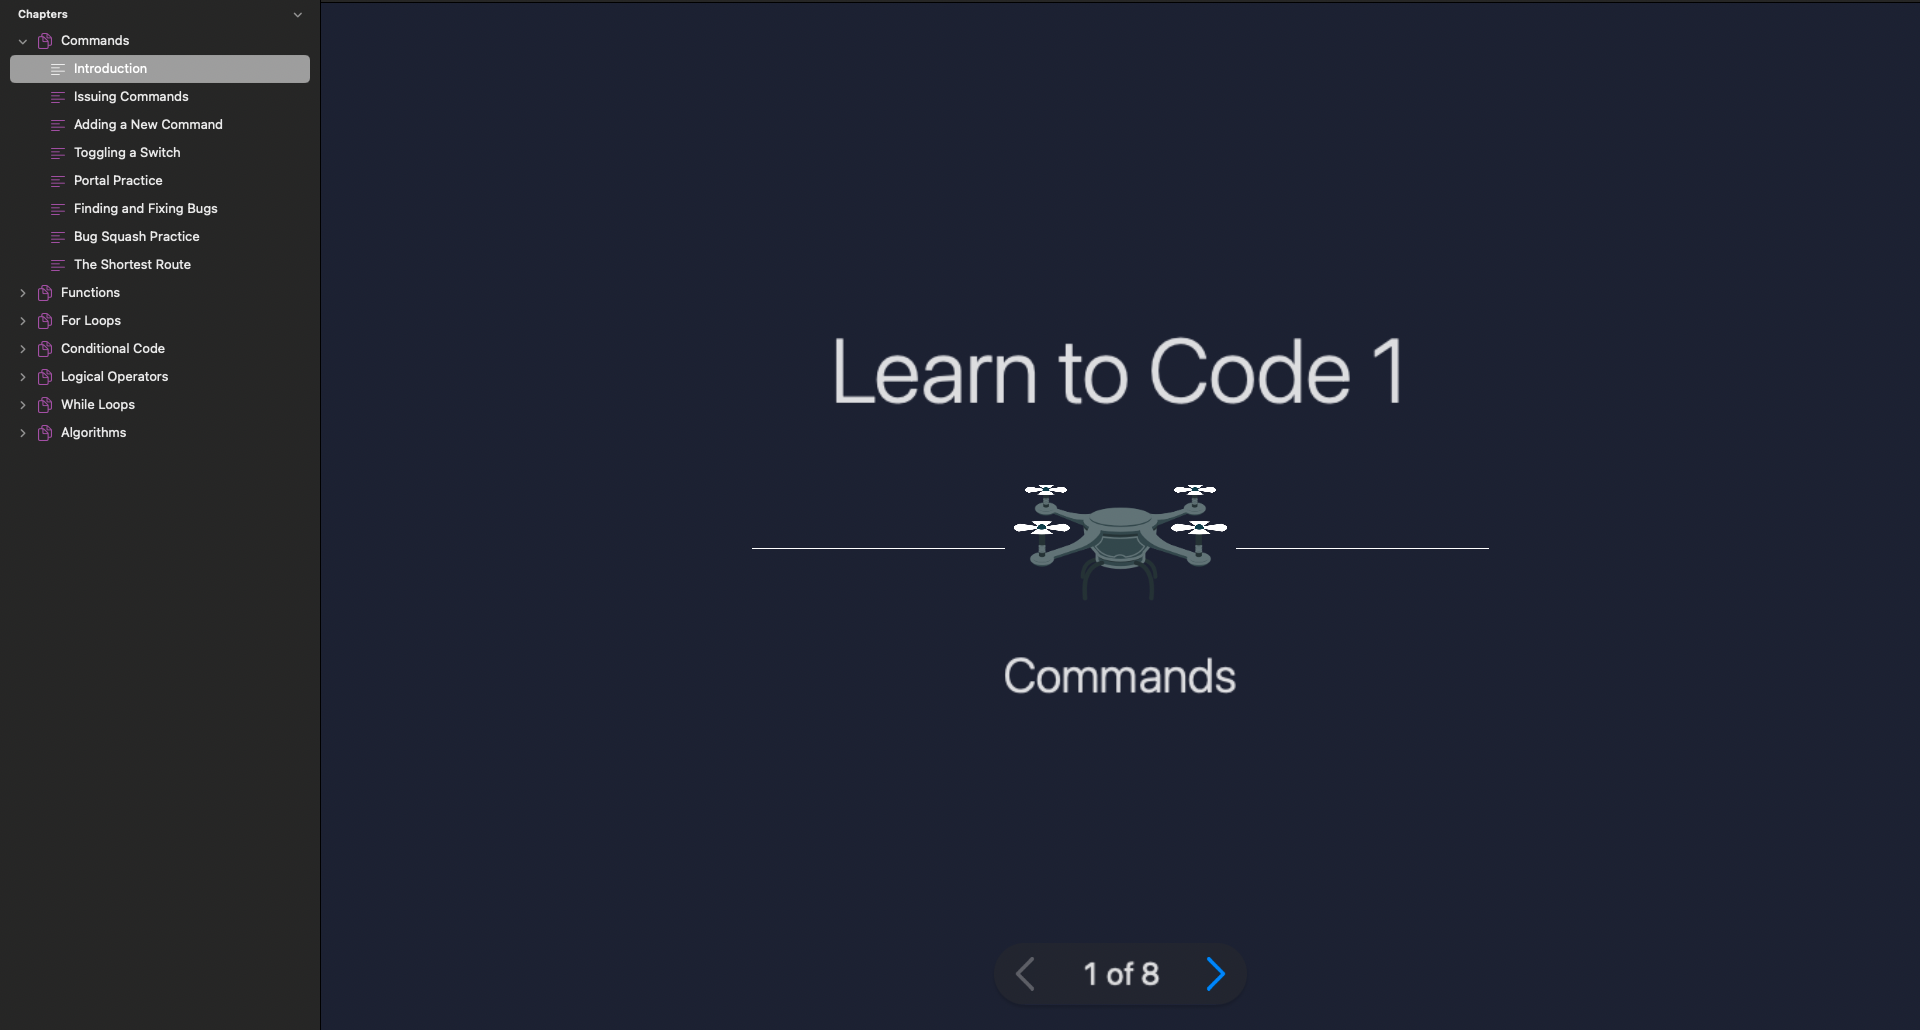 Chapters
Commands
Introduction
Issuing Commands
Adding a New Command
Toggling a Switch
Portal Practice
Finding and Fixing Bugs
Bug Squash Practice
The Shortest Route
Functions
For Loops
Conditional Code
Logical Operators
While Loops
Algorithms
Learn to Code 1
Commands
1 of 8